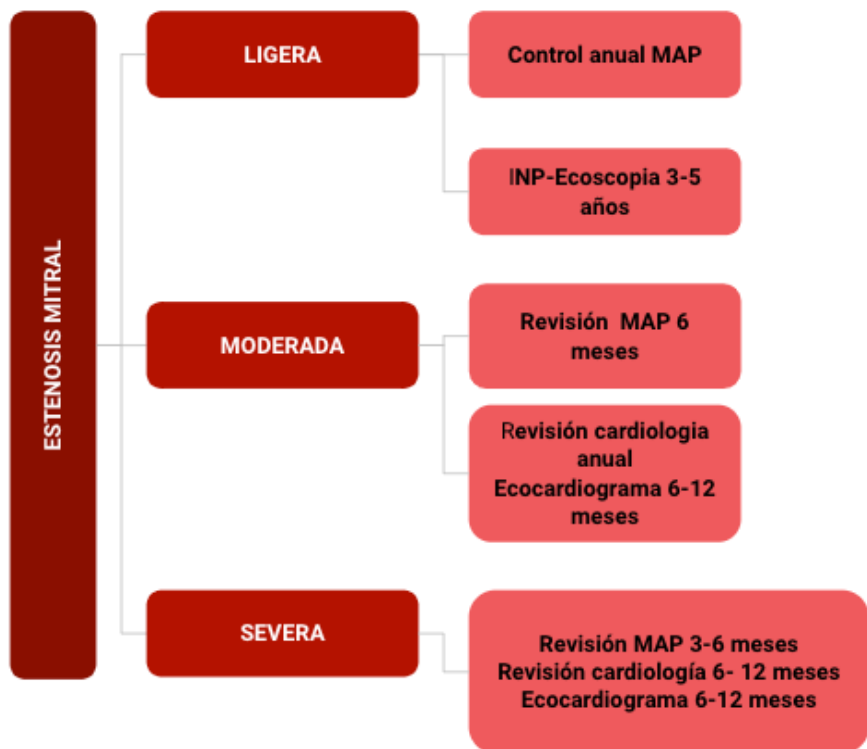 ESTENOSIS MITRAL
LIGERA
Control anual MAP
INP-Ecoscopia 3-5
años
MODERADA
Revisión MAP 6
meses
Revisión cardiologia
anual
Ecocardiograma 6-12
meses
SEVERA
Revisión MAP 3-6 meses
Revisión cardiología 6- 12 meses
Ecocardiograma 6-12 meses